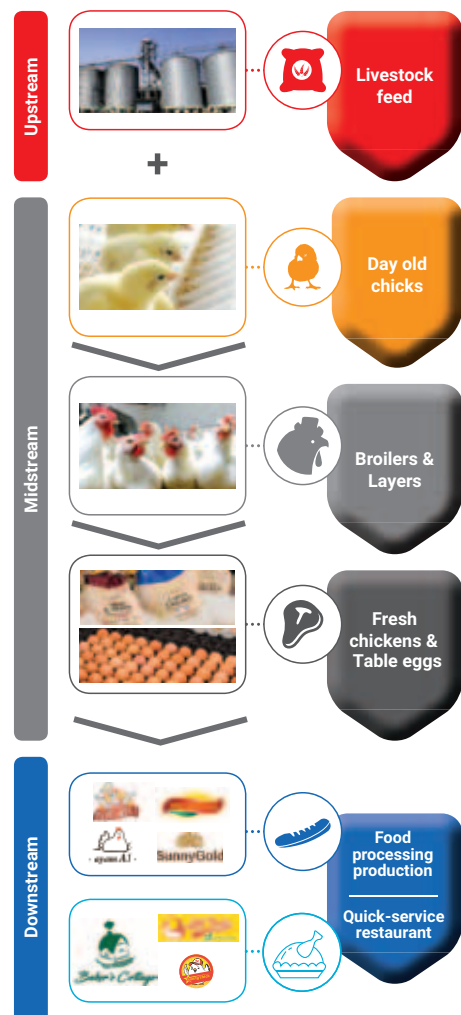 Upstream
Livestock
feed
+
Midstream
Day old
chicks
Broilers &
Layers
Fresh
chickens &
Table eggs
Downstream
ayam A1
SunnyGold
Food
processing
production
Baker's Cottage
Quick-service
restaurant